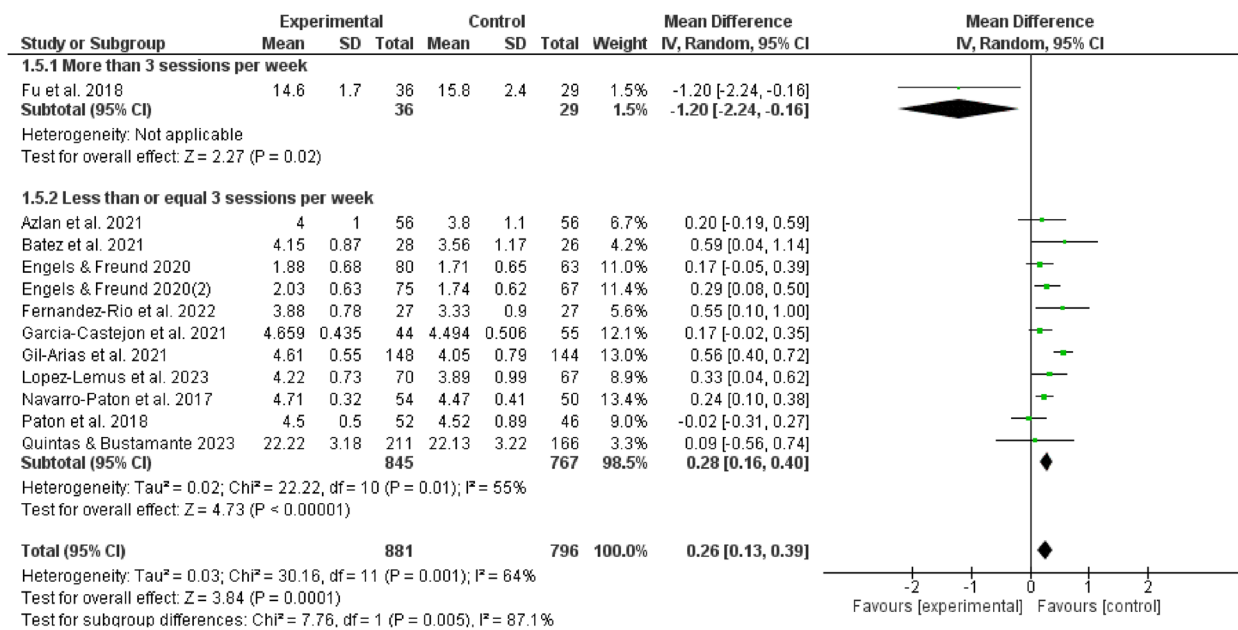 Experimental Control Mean Difference Mean Difference
Study or Subgroup Mean SD Total Mean SD Total Weight IV, Random, 95% CI IV, Random, 95% CI
1.5.1 More than 3 sessions per week
Fu et al. 2018 14.6 1.7 36 15.8 2.4 29 1.5% -1.20 [-2.24, -0.16]
Subtotal (95% CI) 36 29 1.5% -1.20 [-2.24, -0.16]
Heterogeneity: Not applicable
Test for overall effect: Z = 2.27 (P = 0.02)
1.5.2 Less than or equal 3 sessions per week
Azlan et al. 2021 4 1 56 3.8 1.1 56 6.7% 0.20 [-0.19, 0.59]
Batez et al. 2021 4.15 0.87 28 3.56 1.17 26 4.2% 0.59 [0.04, 1.14]
Engels & Freund 2020 1.88 0.68 80 1.71 0.65 63 11.0% 0.17 [-0.05, 0.39]
Engels & Freund 2020(2) 2.03 0.63 75 1.74 0.62 67 11.4% 0.29 [0.08, 0.50]
Fernandez-Rio et al. 2022 3.88 0.78 27 3.33 0.9 27 5.6% 0.55 [0.10, 1.00]
Garcia-Castejon et al. 2021 4.659 0.435 44 4.494 0.506 55 12.1% 0.17 [-0.02, 0.35]
Gil-Arias et al. 2021 4.61 0.55 148 4.05 0.79 144 13.0% 0.56 [0.40, 0.72]
Lopez-Lemus et al. 2023 4.22 0.73 70 3.89 0.99 67 8.9% 0.33 [0.04, 0.62]
Navarro-Paton et al. 2017 4.71 0.32 54 4.47 0.41 50 13.4% 0.24 [0.10, 0.38]
Paton et al. 2018 4.5 0.5 52 4.52 0.89 46 9.0% -0.02 [-0.31, 0.27]
Quintas & Bustamante 2023 22.22 3.18 211 22.13 3.22 166 3.3% 0.09 [-0.56, 0.74]
Subtotal (95% CI) 845 767 98.5% 0.28 [0.16, 0.40]
Heterogeneity: Tau² = 0.02; Chi² = 22.22, df = 10 (P = 0.01); I² = 55%
Test for overall effect: Z = 4.73 (P < 0.00001)
Total (95% CI) 881 796 100.0% 0.26 [0.13, 0.39]
Heterogeneity: Tau² = 0.03; Chi² = 30.16, df = 11 (P = 0.001); I² = 64%
Test for overall effect: Z = 3.84 (P = 0.0001)
Test for subgroup differences: Chi² = 7.76, df = 1 (P = 0.005), I² = 87.1%
-2 -1 0 1 2
Favours [experimental] Favours [control]